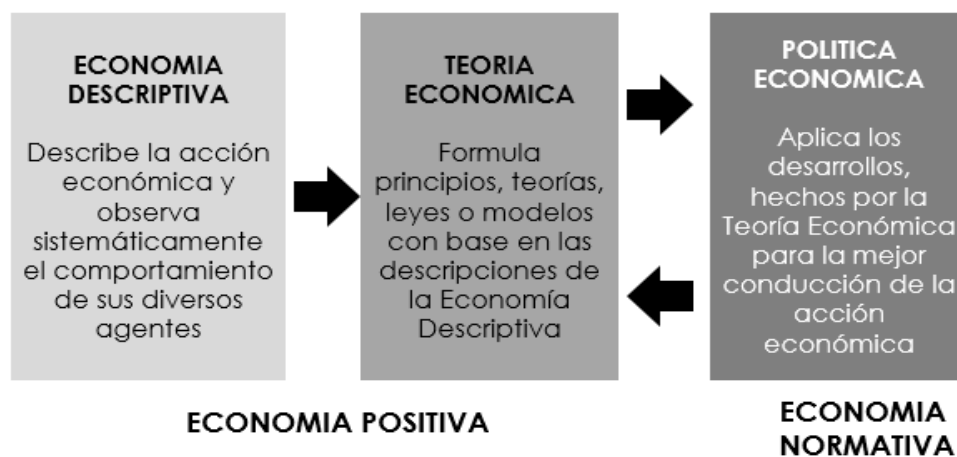 ECONOMIA
DESCRIPTIVA
Describe la acción
económica y
observa
sistemáticamente
el comportamiento
de sus diversos
agentes
TEORIA
ECONOMICA
Formula
principios, teorías,
leyes o modelos
con base en las
descripciones de
la Economía
Descriptiva
POLITICA
ECONOMICA
Aplica los
desarrollos,
hechos por la
Teoría Económica
para la mejor
conducción de la
acción
económica
ECONOMIA POSITIVA
ECONOMIA
NORMATIVA